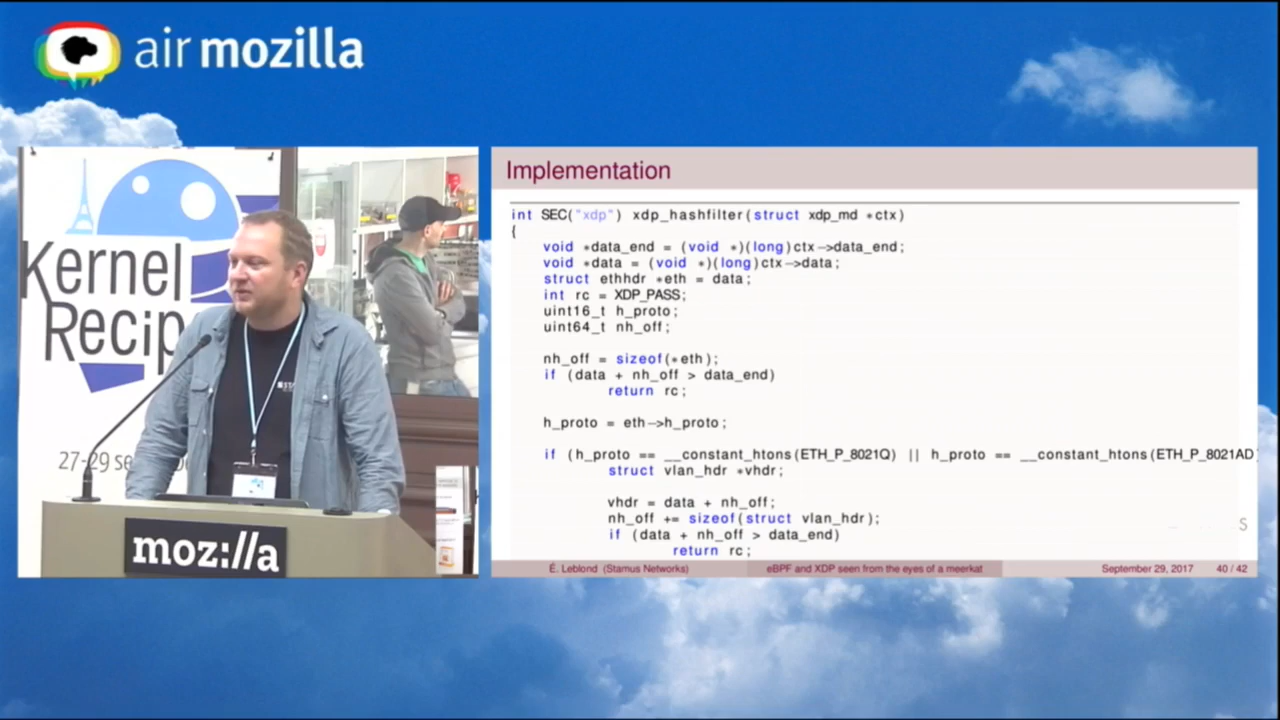 air mozilla
Kernel
Recip
27-29 se
moz://a
Implementation
int SEC("xdp") xdp_hashfilter(struct xdp_md *ctx)
{
void *data_end = (void *)(long)ctx->data_end;
void *data = (void *)(long)ctx->data;
struct ethhdr *eth = data;
int rc = XDP_PASS;
uint16_t h_proto;
uint64_t nh_off;
nh_off = sizeof(*eth);
if (data + nh_off > data_end)
return rc;
h_proto = eth->h_proto;
if (h_proto == __constant_htons(ETH_P_8021Q) || h_proto == __constant_htons(ETH_P_8021AD)
struct vlan_hdr *vhdr;
vhdr = data + nh_off;
nh_off += sizeof(struct vlan_hdr);
if (data + nh_off > data_end)
return rc;
É. Leblond (Stamus Networks) eBPF and XDP seen from the eyes of a meerkat September 29, 2017 40 / 42